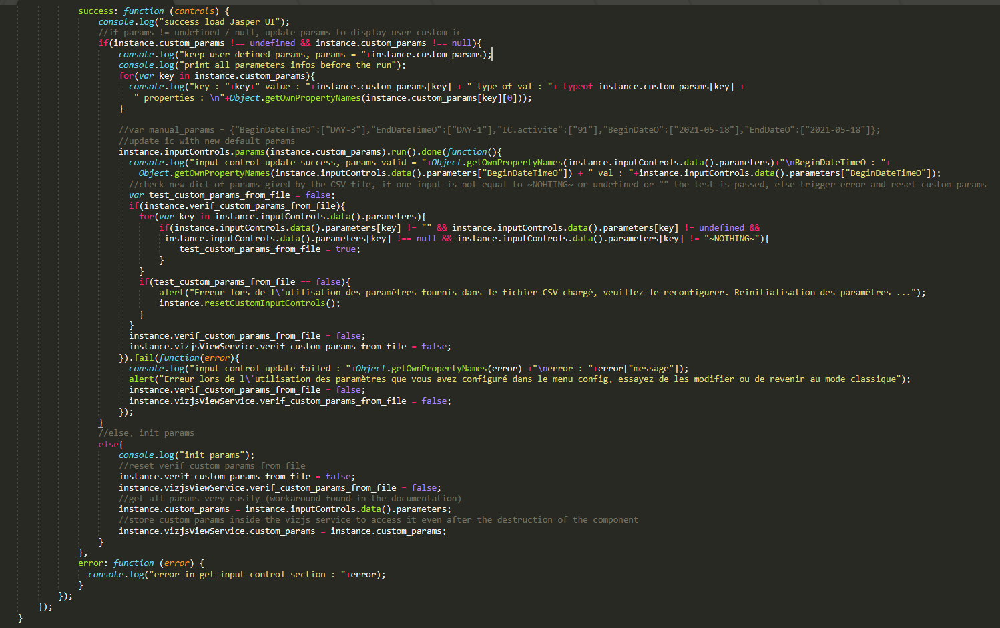 success: function (controls) {
console.log("success load Jasper UI");
//if params != undefined / null, update params to display user custom ic
if(instance.custom_params !== undefined && instance.custom_params !== null){
console.log("keep user defined params, params = "+instance.custom_params);
console.log("print all parameters infos before the run");
for(var key in instance.custom_params){
console.log("key : "+key+" value : "+instance.custom_params[key] + " type of val : "+ typeof instance.custom_params[key] +
" properties : \n"+Object.getOwnPropertyNames(instance.custom_params[key][0]));
}
//var manual_params = {"BeginDateTimeO":["DAY-3"],"EndDateTimeO":["DAY-1"],"IC.activite":["91"],"BeginDateO":["2021-05-18"],"EndDateO":["2021-05-18"]};
//update ic with new default params
instance.inputControls.params(instance.custom_params).run().done(function(){
console.log("input control update success, params valid = "+Object.getOwnPropertyNames(instance.inputControls.data().parameters)+"\nBeginDateTimeO : "+
Object.getOwnPropertyNames(instance.inputControls.data().parameters["BeginDateTimeO"]) + " val : "+instance.inputControls.data().parameters["BeginDateTimeO"]);
//check new dict of params gived by the CSV file, if one input is not equal to ~NOHTING~ or undefined or "" the test is passed, else trigger error and reset custom params
var test_custom_params_from_file = false;
if(instance.verif_custom_params_from_file){
for(var key in instance.inputControls.data().parameters){
if(instance.inputControls.data().parameters[key] != "" && instance.inputControls.data().parameters[key] != undefined &&
instance.inputControls.data().parameters[key] !== null && instance.inputControls.data().parameters[key] != "~NOTHING~"){
test_custom_params_from_file = true;
}
}
if(test_custom_params_from_file == false){
alert("Erreur lors de l\'utilisation des paramètres fournis dans le fichier CSV chargé, veuillez le reconfigurer. Reinitialisation des paramètres ...");
instance.resetCustomInputControls();
}
}
instance.verif_custom_params_from_file = false;
instance.vizjsViewService.verif_custom_params_from_file = false;
}).fail(function(error){
console.log("input control update failed : "+Object.getOwnPropertyNames(error) +"\nerror : "+error["message"]);
alert("Erreur lors de l\'utilisation des paramètres que vous avez configuré dans le menu config, essayez de les modifier ou de revenir au mode classique");
instance.verif_custom_params_from_file = false;
instance.vizjsViewService.verif_custom_params_from_file = false;
});
}
//else, init params
else{
console.log("init params");
//reset verif custom params from file
instance.verif_custom_params_from_file = false;
instance.vizjsViewService.verif_custom_params_from_file = false;
//get all params very easily (workaround found in the documentation)
instance.custom_params = instance.inputControls.data().parameters;
//store custom params inside the vizjs service to access it even after the destruction of the component
instance.vizjsViewService.custom_params = instance.custom_params;
}
},
error: function (error) {
console.log("error in get input control section : "+error);
}
});
});
}